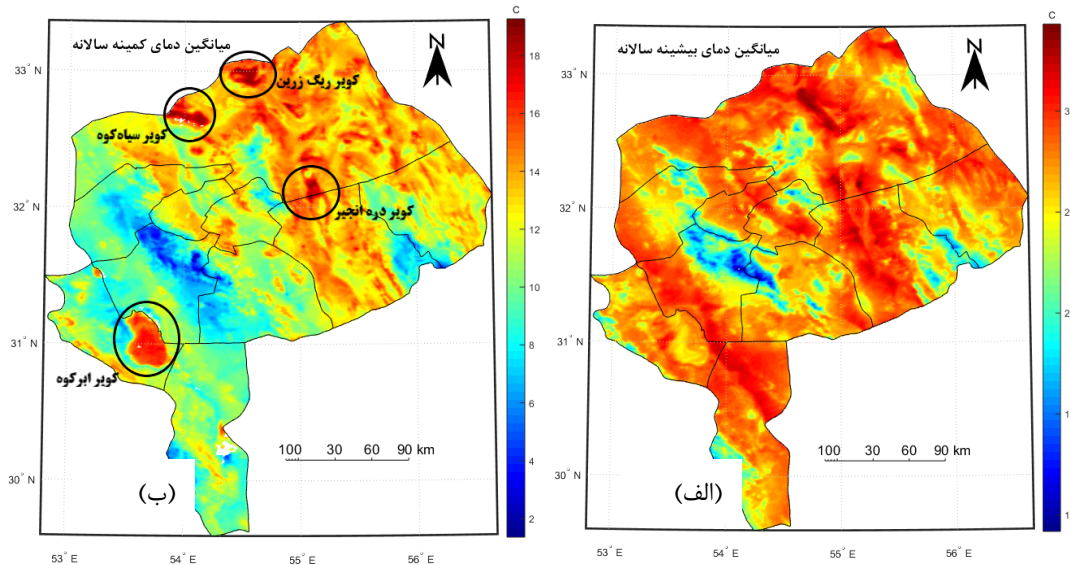 میانگین دمای بیشینه سالانه
N
33° N
32° N
31° N
30° N
100 30 60 90 km
(الف)
53° E 54° E 55° E 56° E
3
2
2
1
1
C
میانگین دمای کمینه سالانه
N
کویر ریگ زرین
کویر سیاه‌کوه
کویر دره انجیر
کویر ابرکوه
33° N
32° N
31° N
30° N
100 30 60 90 km
(ب)
53° E 54° E 55° E 56° E
18
16
14
12
10
8
6
4
2